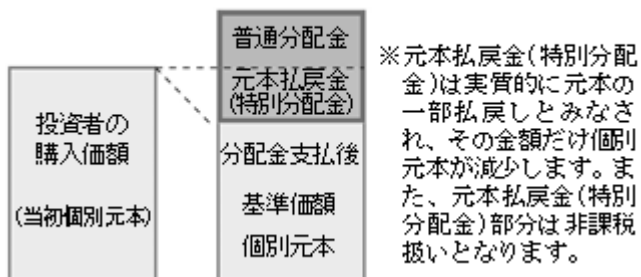 投資者の
購入価額
(当初個別元本)
普通分配金
元本払戻金
(特別分配金)
分配金支払後
基準価額
個別元本
※元本払戻金(特別分配
金)は実質的に元本の
一部払戻しとみなさ
れ、その金額だけ個別
元本が減少します。ま
た、元本払戻金(特別
分配金)部分は非課税
扱いとなります。